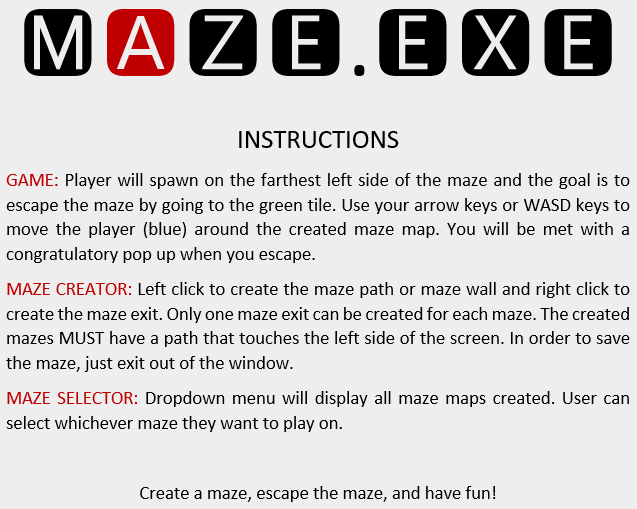 MAZE.EXE
INSTRUCTIONS
GAME: Player will spawn on the farthest left side of the maze and the goal is to
escape the maze by going to the green tile. Use your arrow keys or WASD keys to
move the player (blue) around the created maze map. You will be met with a
congratulatory pop up when you escape.
MAZE CREATOR: Left click to create the maze path or maze wall and right click to
create the maze exit. Only one maze exit can be created for each maze. The created
mazes MUST have a path that touches the left side of the screen. In order to save
the maze, just exit out of the window.
MAZE SELECTOR: Dropdown menu will display all maze maps created. User can
select whichever maze they want to play on.
Create a maze, escape the maze, and have fun!